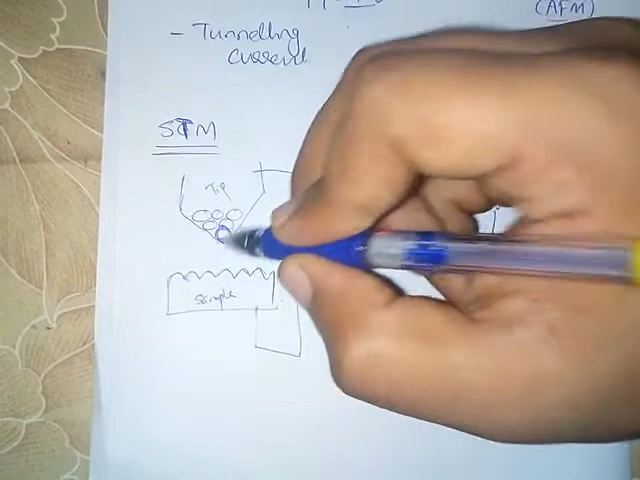 (AFM)
- Tunnelling
Current
STM
Tip
Sample